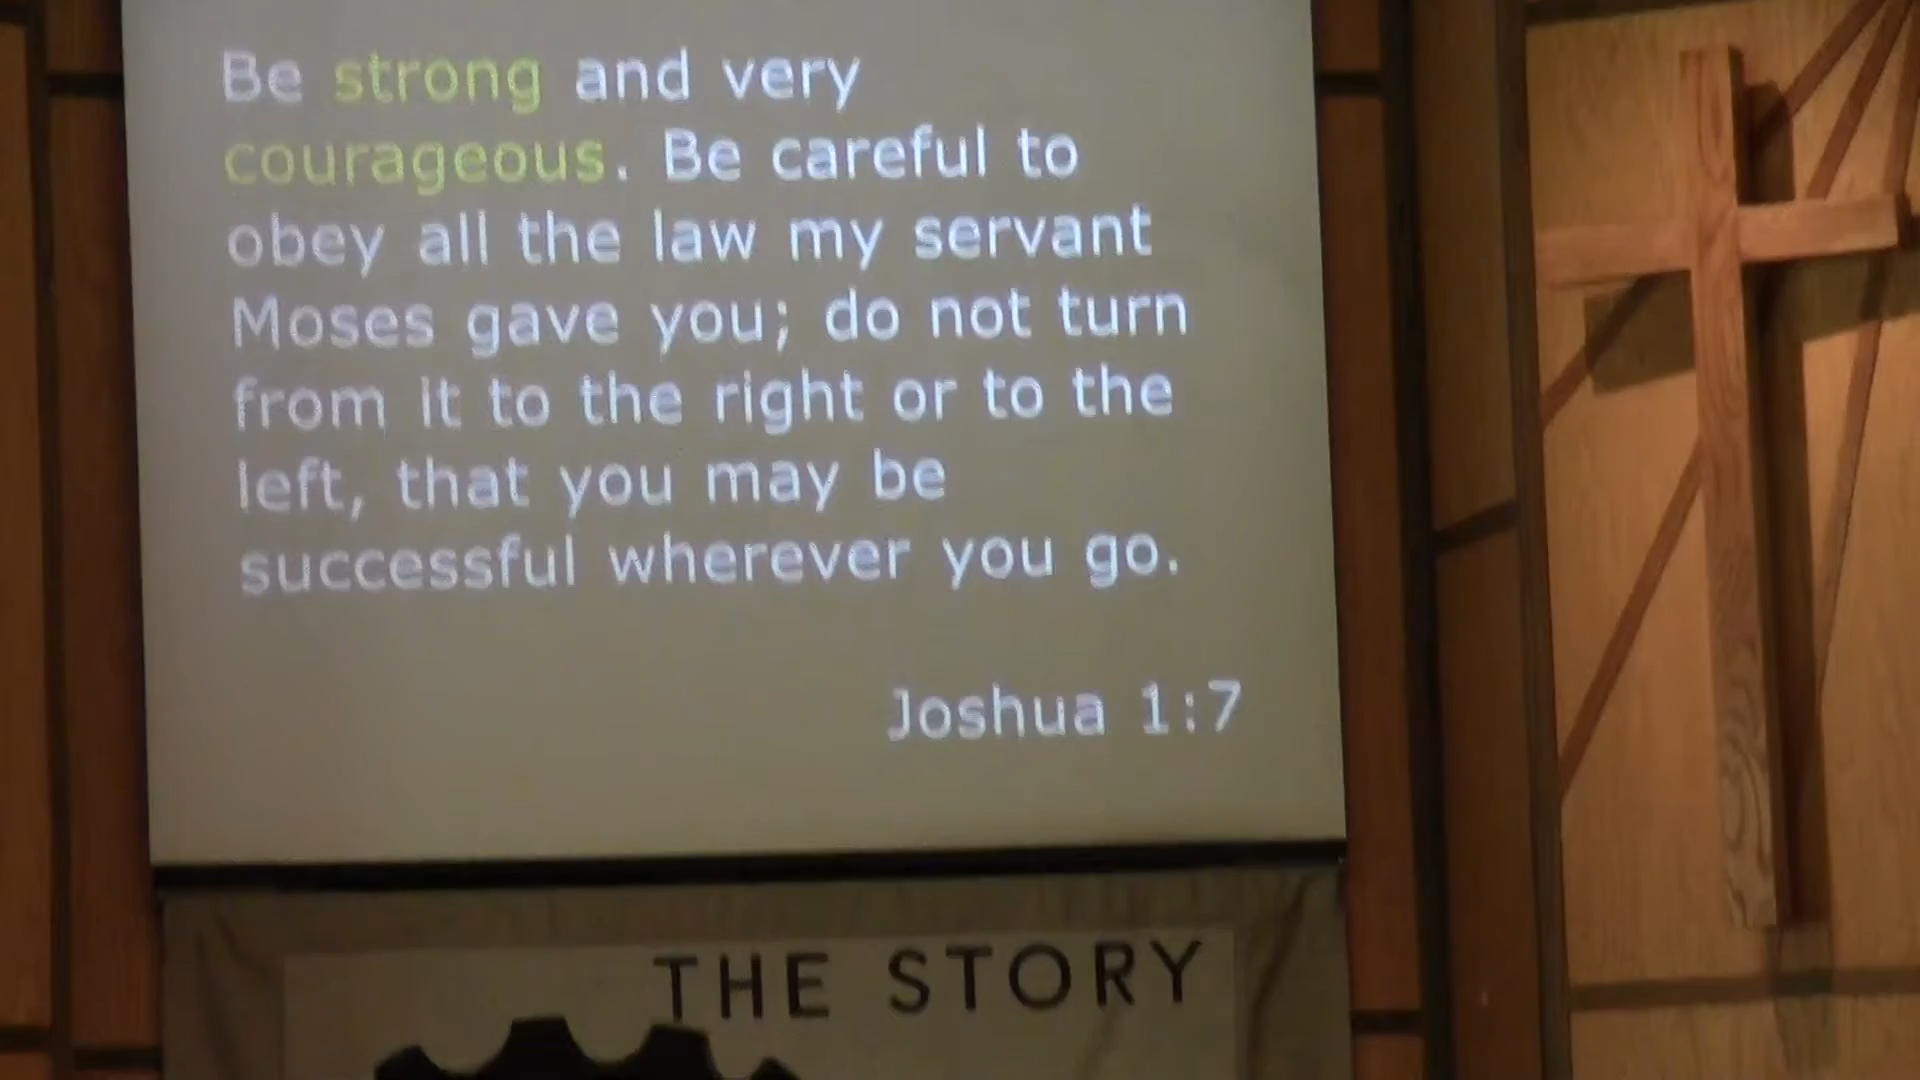 Be strong and very
courageous. Be careful to
obey all the law my servant
Moses gave you; do not turn
from it to the right or to the
left, that you may be
successful wherever you go.
Joshua 1:7
THE STORY